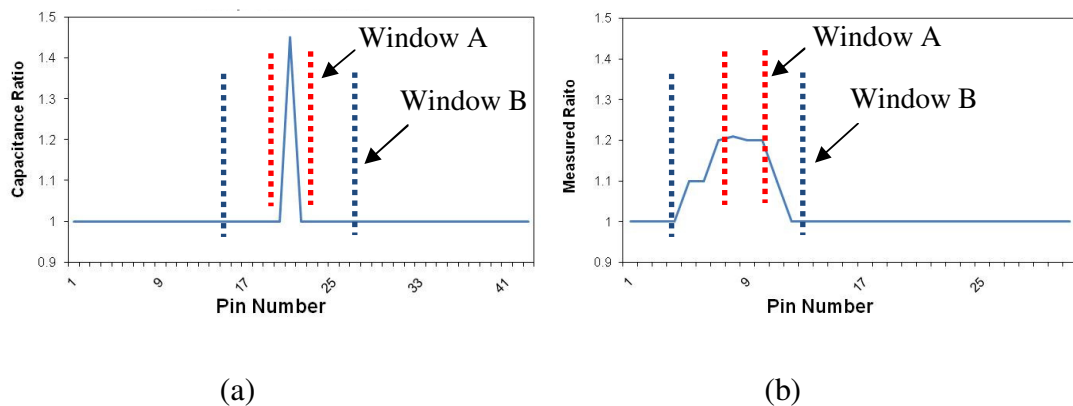 1.5
1.4
1.3
1.2
1.1
1
0.9
Capacitance Ratio
1
9
17
25
33
41
Pin Number
Window A
Window B
(a)
1.5
1.4
1.3
1.2
1.1
1
0.9
Measured Raito
1
9
17
25
Pin Number
Window A
Window B
(b)